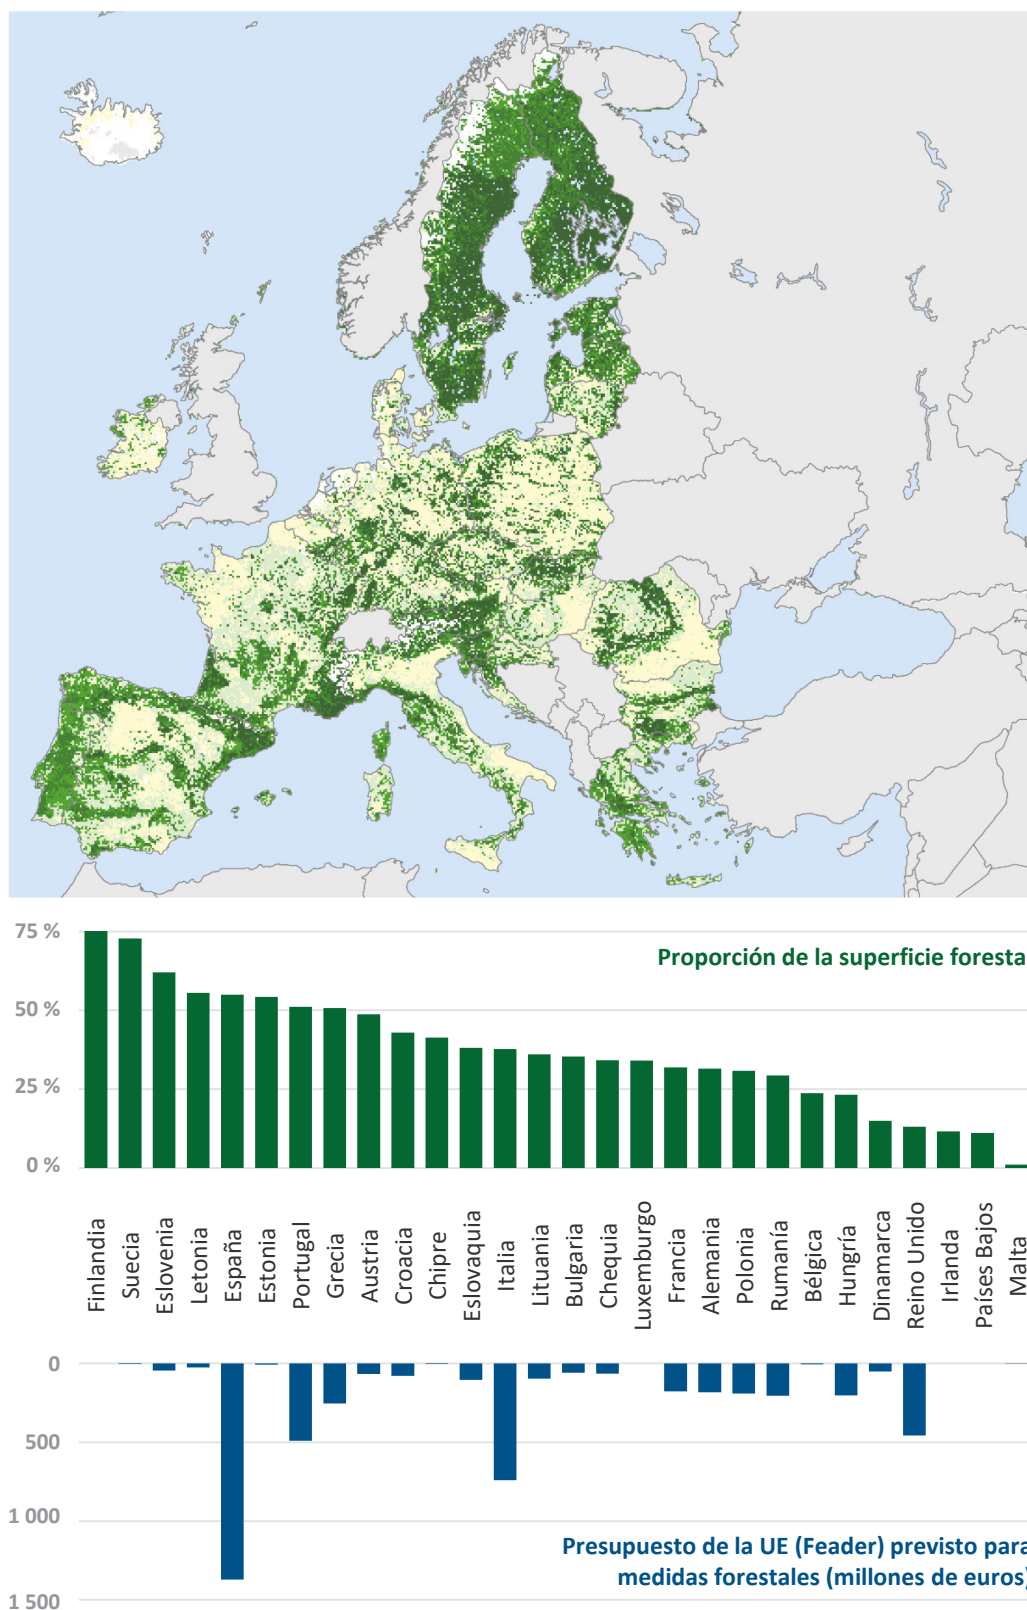 75 %
Proporción de la superficie foresta
50 %
25 %
0 %
Finlandia
Suecia
Eslovenia
Letonia
España
Estonia
Portugal
Grecia
Austria
Croacia
Chipre
Eslovaquia
Italia
Lituania
Bulgaria
Chequia
Luxemburgo
Francia
Alemania
Polonia
Rumanía
Bélgica
Hungría
Dinamarca
Reino Unido
Irlanda
Países Bajos
Malta
0
500
1 000
Presupuesto de la UE (Feader) previsto para
medidas forestales (millones de euros)
1 500